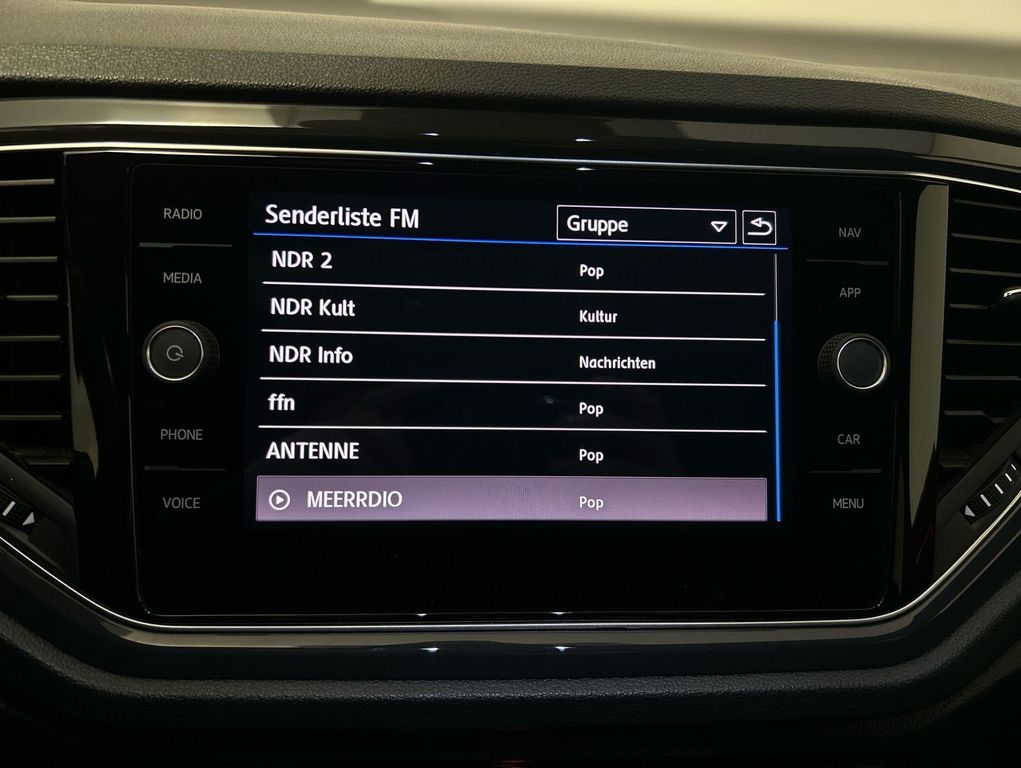 RADIO
MEDIA
PHONE
VOICE
Senderliste FM
Gruppe
NDR 2 Pop
NDR Kult Kultur
NDR Info Nachrichten
ffn Pop
ANTENNE Pop
MEERRDIO Pop
NAV
APP
CAR
MENU